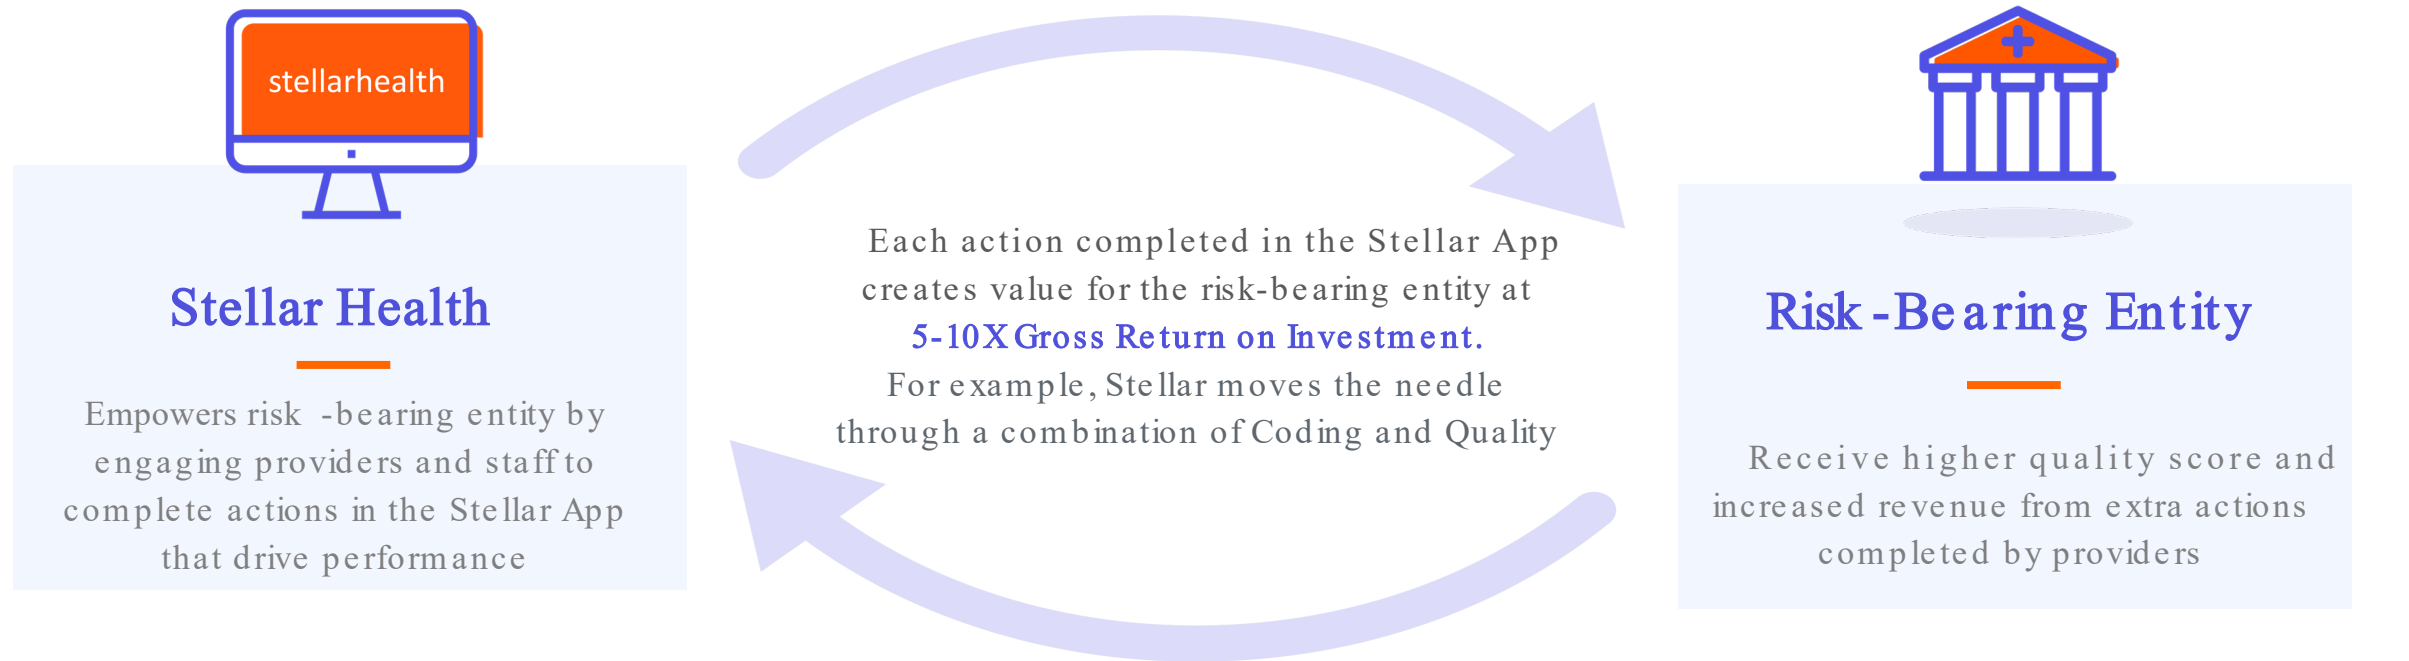 stellarhealth
Stellar Health
Empowers risk -bearing entity by
engaging providers and staff to
complete actions in the Stellar App
that drive performance
Each action completed in the Stellar App
creates value for the risk-bearing entity at
5-10X Gross Return on Investment.
For example, Stellar moves the needle
through a combination of Coding and Quality
Risk-Bearing Entity
Receive higher quality score and
increased revenue from extra actions
completed by providers